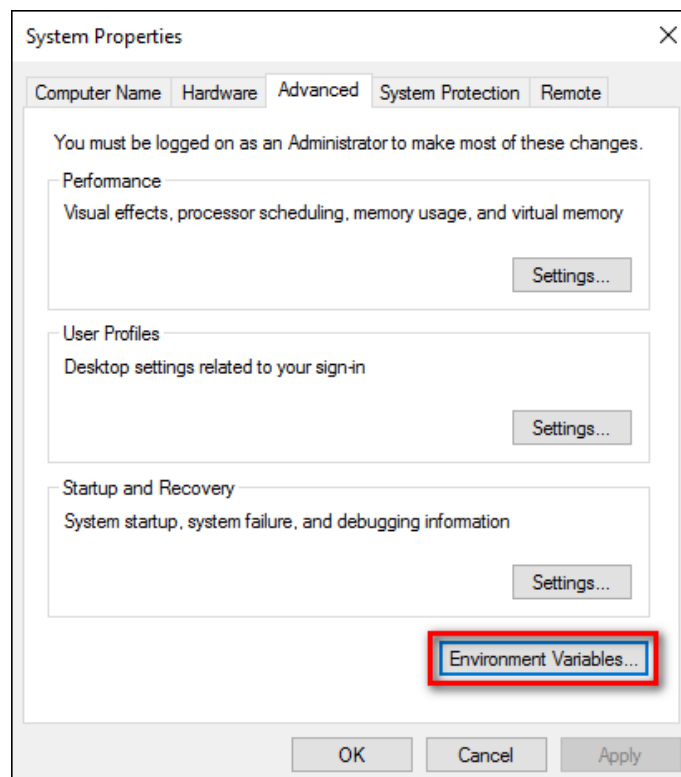 System Properties
Computer Name Hardware Advanced System Protection Remote
You must be logged on as an Administrator to make most of these changes.
Performance
Visual effects, processor scheduling, memory usage, and virtual memory
Settings...
User Profiles
Desktop settings related to your sign-in
Settings...
Startup and Recovery
System startup, system failure, and debugging information
Settings...
Environment Variables...
OK Cancel Apply